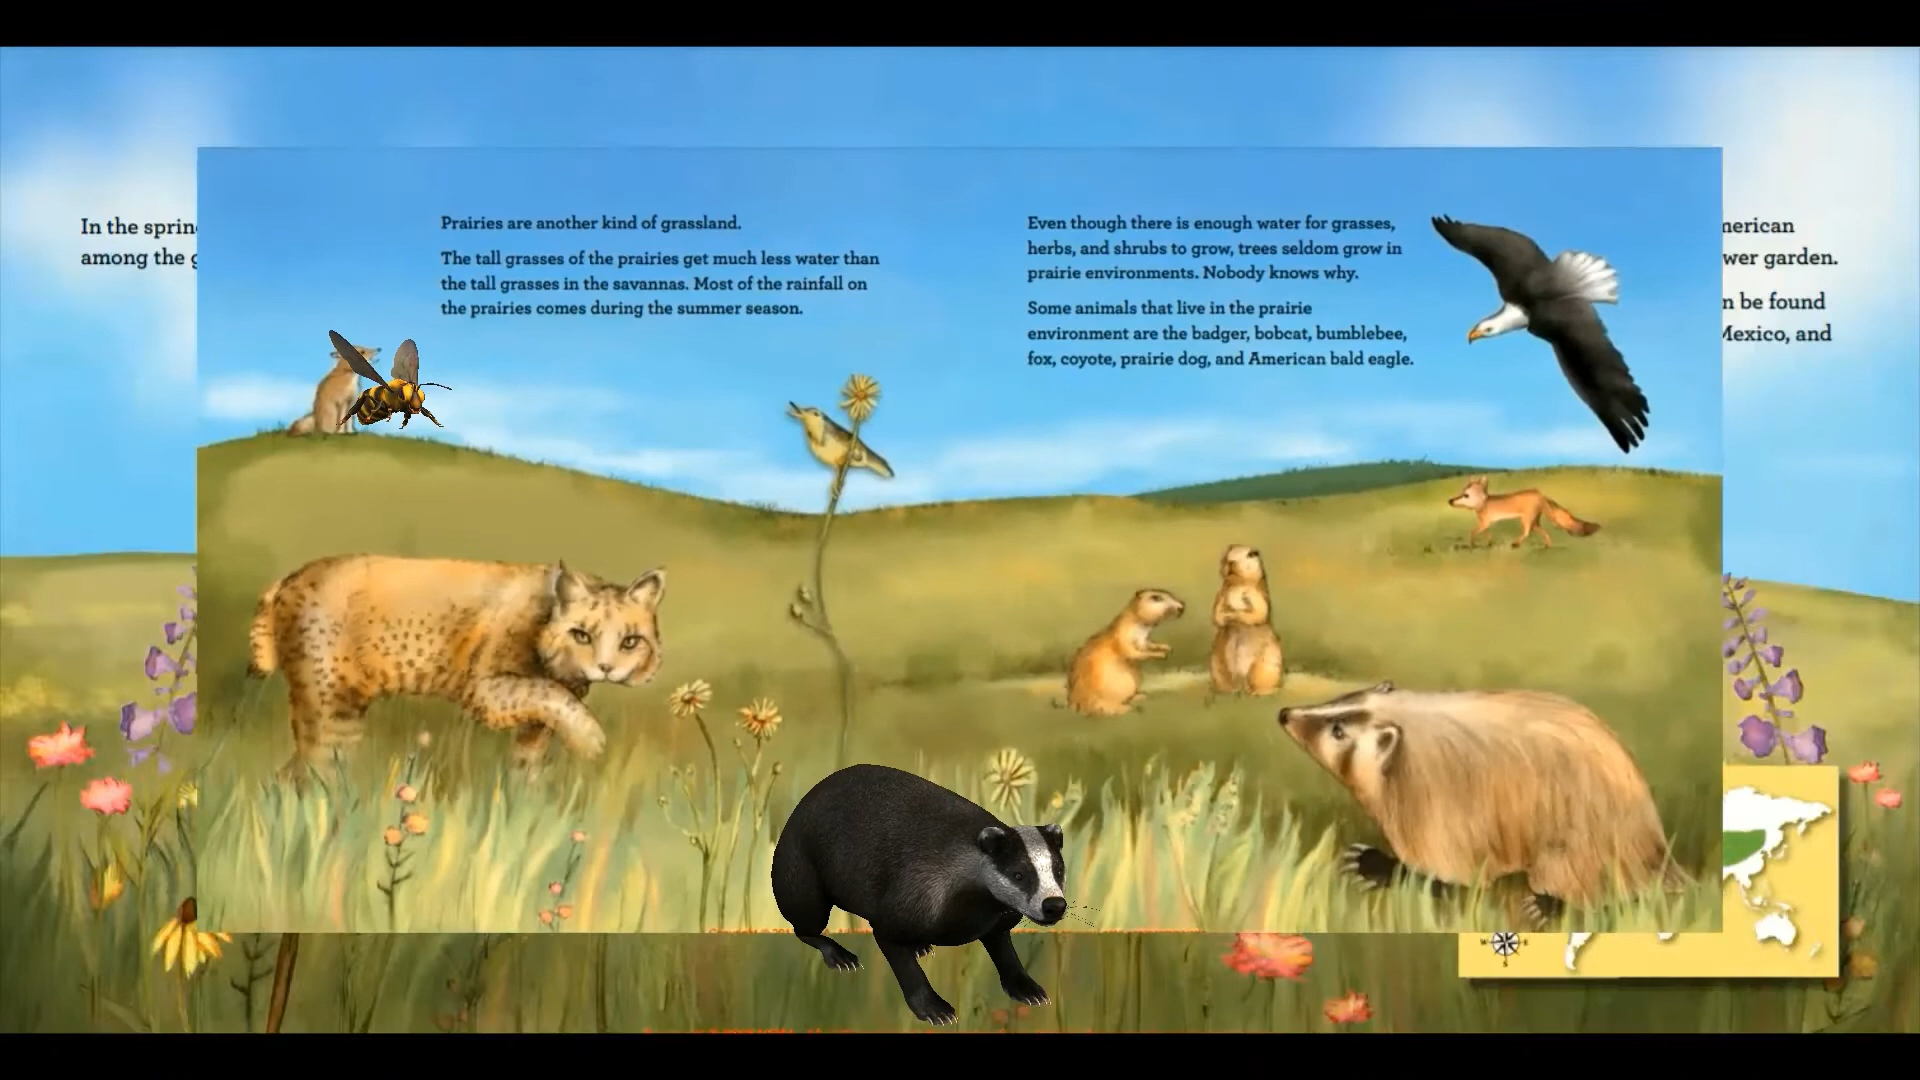 In the spring
among the
Prairies are another kind of grassland.
The tall grasses of the prairies get much less water than
the tall grasses in the savannas. Most of the rainfall on
the prairies comes during the summer season.
Even though there is enough water for grasses,
herbs, and shrubs to grow, trees seldom grow in
prairie environments. Nobody knows why.
Some animals that live in the prairie
environment are the badger, bobcat, bumblebee,
fox, coyote, prairie dog, and American bald eagle.
merican
wer garden.
n be found
Mexico, and
W E
S